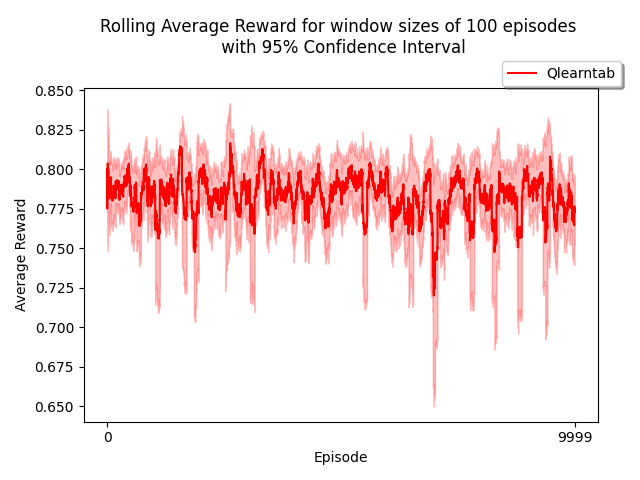 Rolling Average Reward for window sizes of 100 episodes
with 95% Confidence Interval
Qlearntab
0.850
0.825
0.800
0.775
0.750
0.725
0.700
0.675
0.650
Average Reward
0
9999
Episode